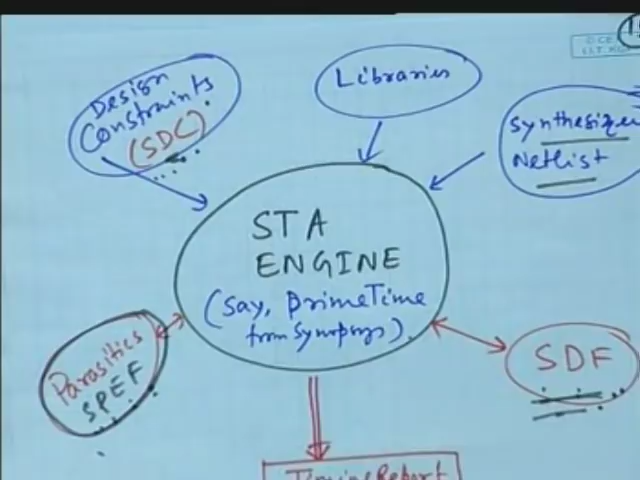 Design
Constraints
(SDC)
Libraries
Synthesized
Netlist
STA
ENGINE
(say, PrimeTime
from Synopsys)
Parasitics
SPEF
SDF
Timing Report